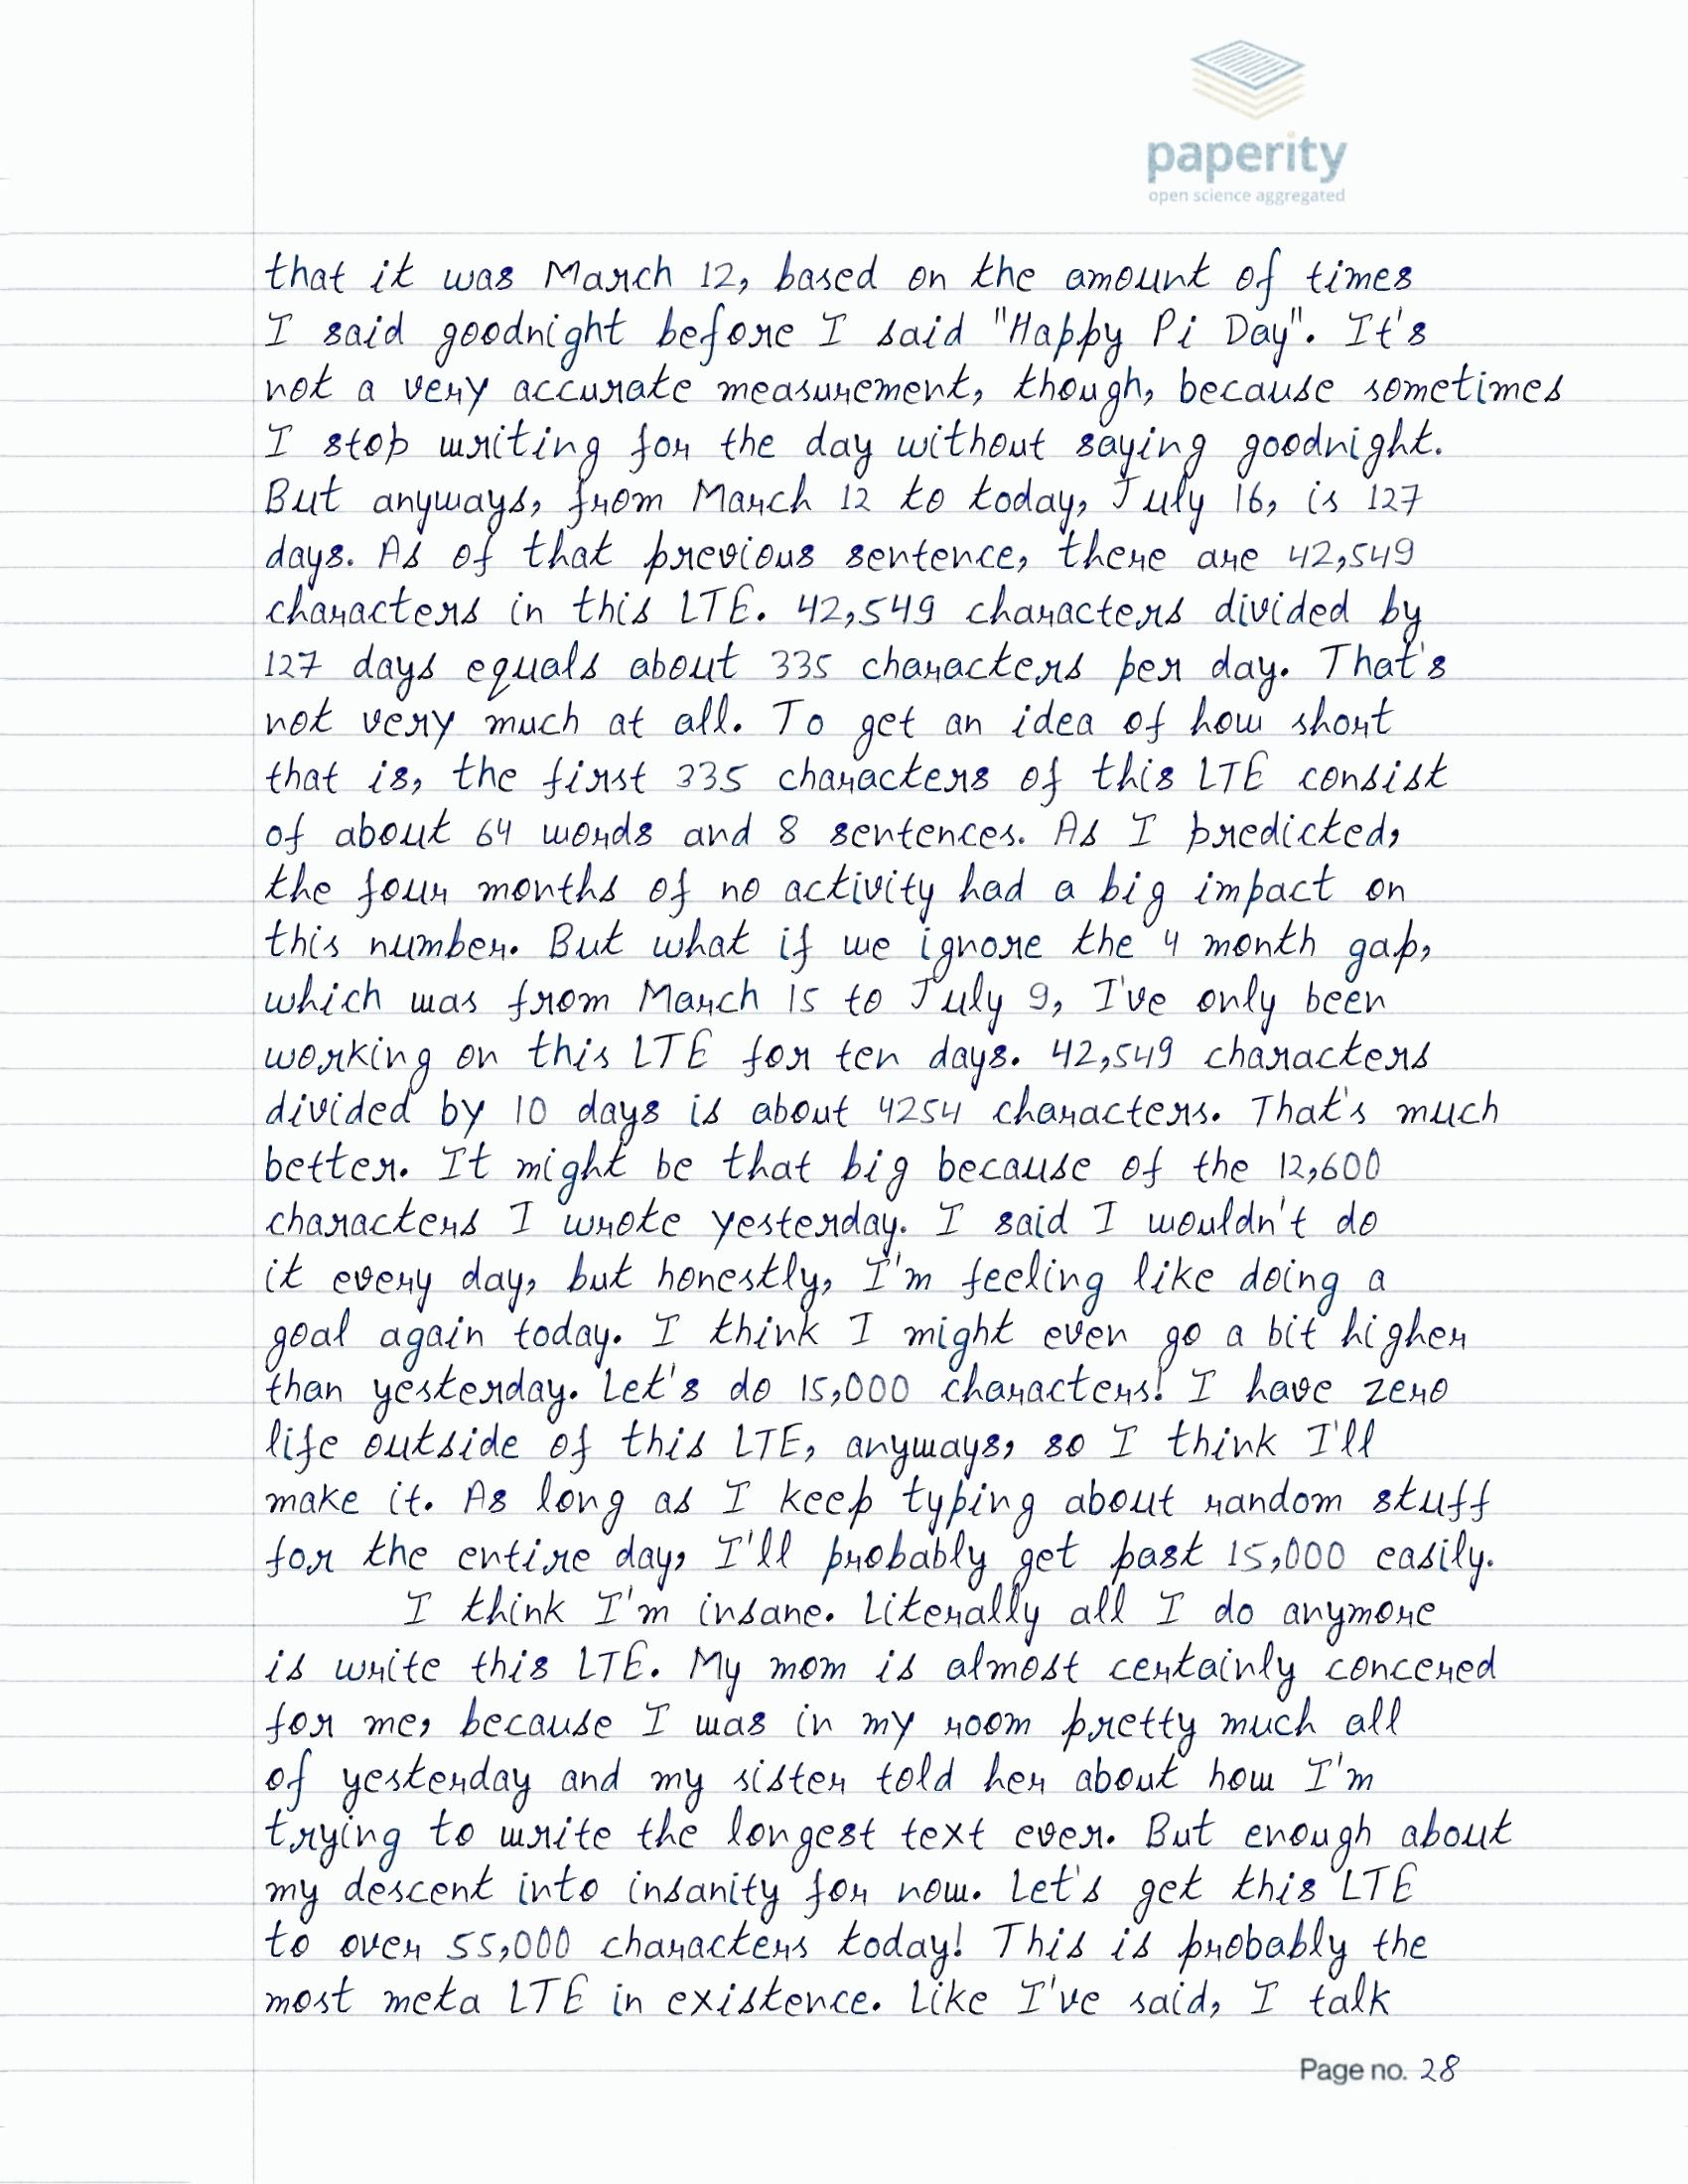 paperity
open science aggregated
that it was March 12, based on the amount of times
I said goodnight before I said "Happy Pi Day". It's
not a very accurate measurement, though, because sometimes
I stop writing for the day without saying goodnight.
But anyways, from March 12 to today, July 16, is 127
days. As of that previous sentence, there are 42,549
characters in this LTE. 42,549 characters divided by
127 days equals about 335 characters per day. That's
not very much at all. To get an idea of how short
that is, the first 335 characters of this LTE consist
of about 64 words and 8 sentences. As I predicted,
the four months of no activity had a big impact on
this number. But what if we ignore the 4 month gap,
which was from March 15 to July 9, I've only been
working on this LTE for ten days. 42,549 characters
divided by 10 days is about 4254 characters. That's much
better. It might be that big because of the 12,600
characters I wrote yesterday. I said I wouldn't do
it every day, but honestly, I'm feeling like doing a
goal again today. I think I might even go a bit higher
than yesterday. Let's do 15,000 characters! I have zero
life outside of this LTE, anyways, so I think I'll
make it. As long as I keep typing about random stuff
for the entire day, I'll probably get past 15,000 easily.
I think I'm insane. Literally all I do anymore
is write this LTE. My mom is almost certainly concered
for me, because I was in my room pretty much all
of yesterday and my sister told her about how I'm
trying to write the longest text ever. But enough about
my descent into insanity for now. Let's get this LTE
to over 55,000 characters today! This is probably the
most meta LTE in existence. Like I've said, I talk
Page no. 28